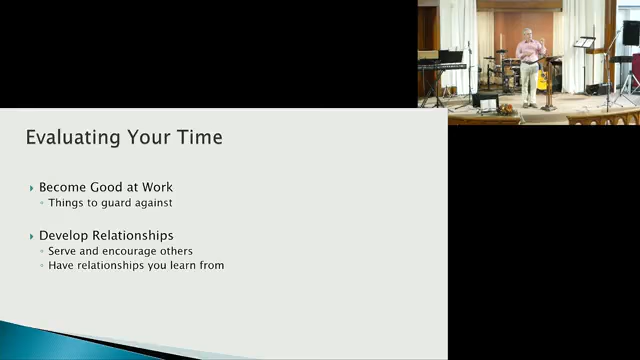 Evaluating Your Time
Become Good at Work
Things to guard against
Develop Relationships
Serve and encourage others
Have relationships you learn from